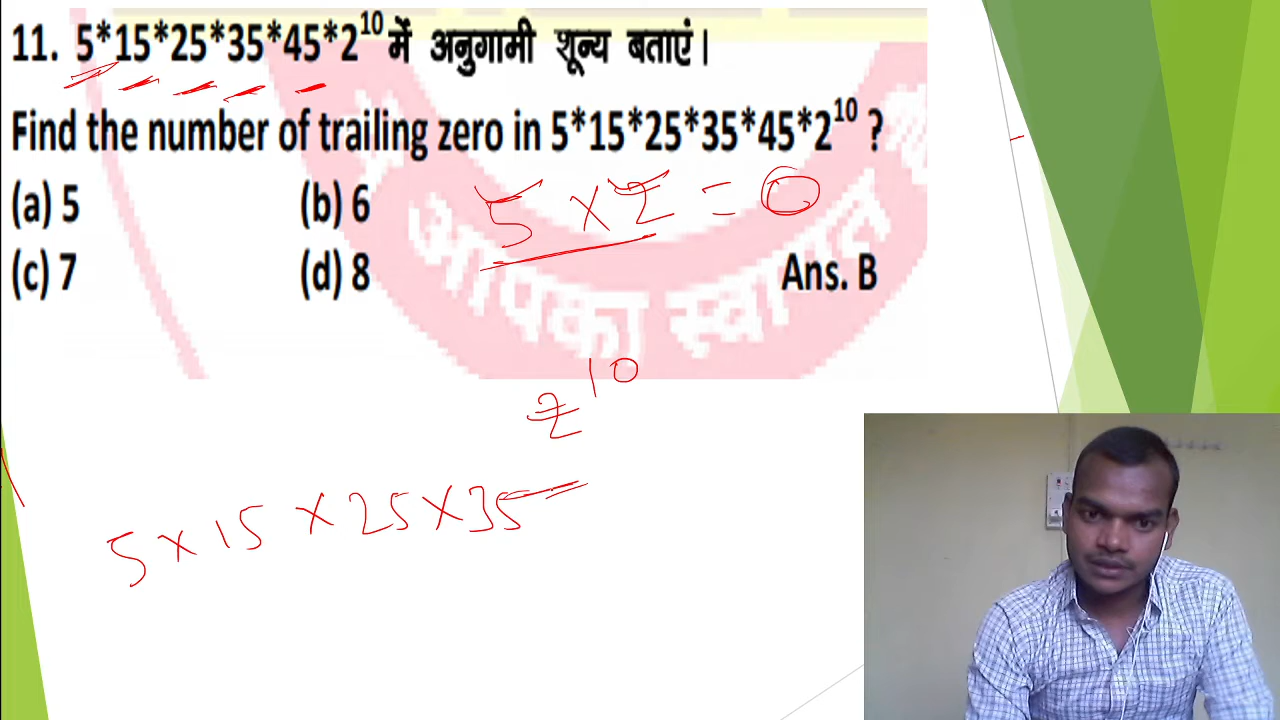 11. 5*15*25*35*45*2^10 में अनुगामी शून्य बताएं।
Find the number of trailing zero in 5*15*25*35*45*2^10 ?
(a) 5 (b) 6
(c) 7 (d) 8 Ans. B
5 × 2 = 0
आपका स्वागत
2^10
5 × 15 × 25 × 35